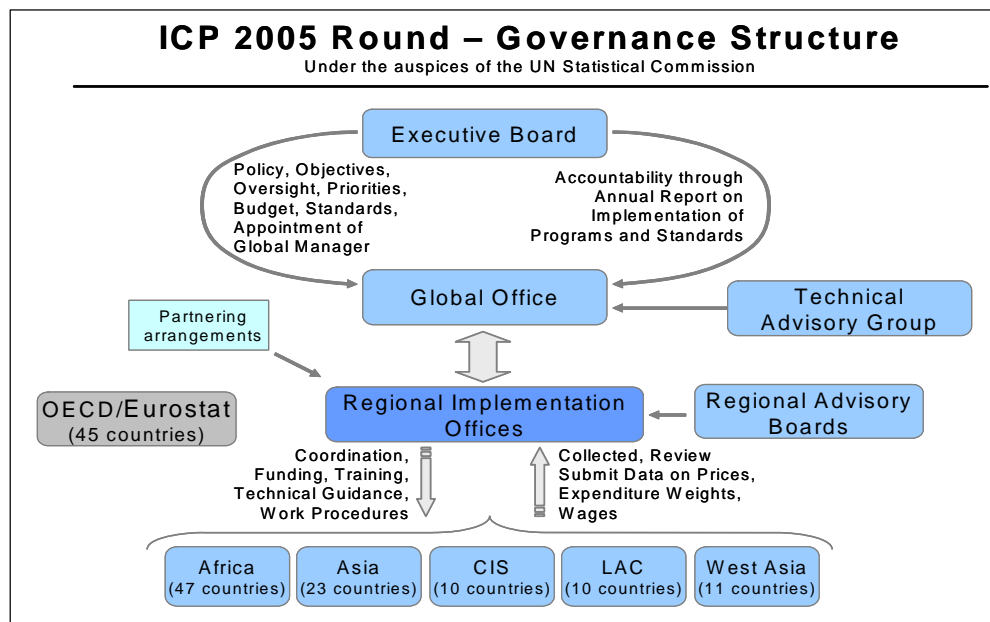 ICP 2005 Round – Governance Structure
Under the auspices of the UN Statistical Commission
Executive Board
Policy, Objectives,
Oversight, Priorities,
Budget, Standards,
Appointment of
Global Manager
Accountability through
Annual Report on
Implementation of
Programs and Standards
Global Office
Technical
Advisory Group
Partnering
arrangements
OECD/Eurostat
(45 countries)
Regional Implementation
Offices
Regional Advisory
Boards
Coordination,
Funding, Training,
Technical Guidance,
Work Procedures
Collected, Review
Submit Data on Prices,
Expenditure Weights,
Wages
Africa
(47 countries)
Asia
(23 countries)
CIS
(10 countries)
LAC
(10 countries)
West Asia
(11 countries)